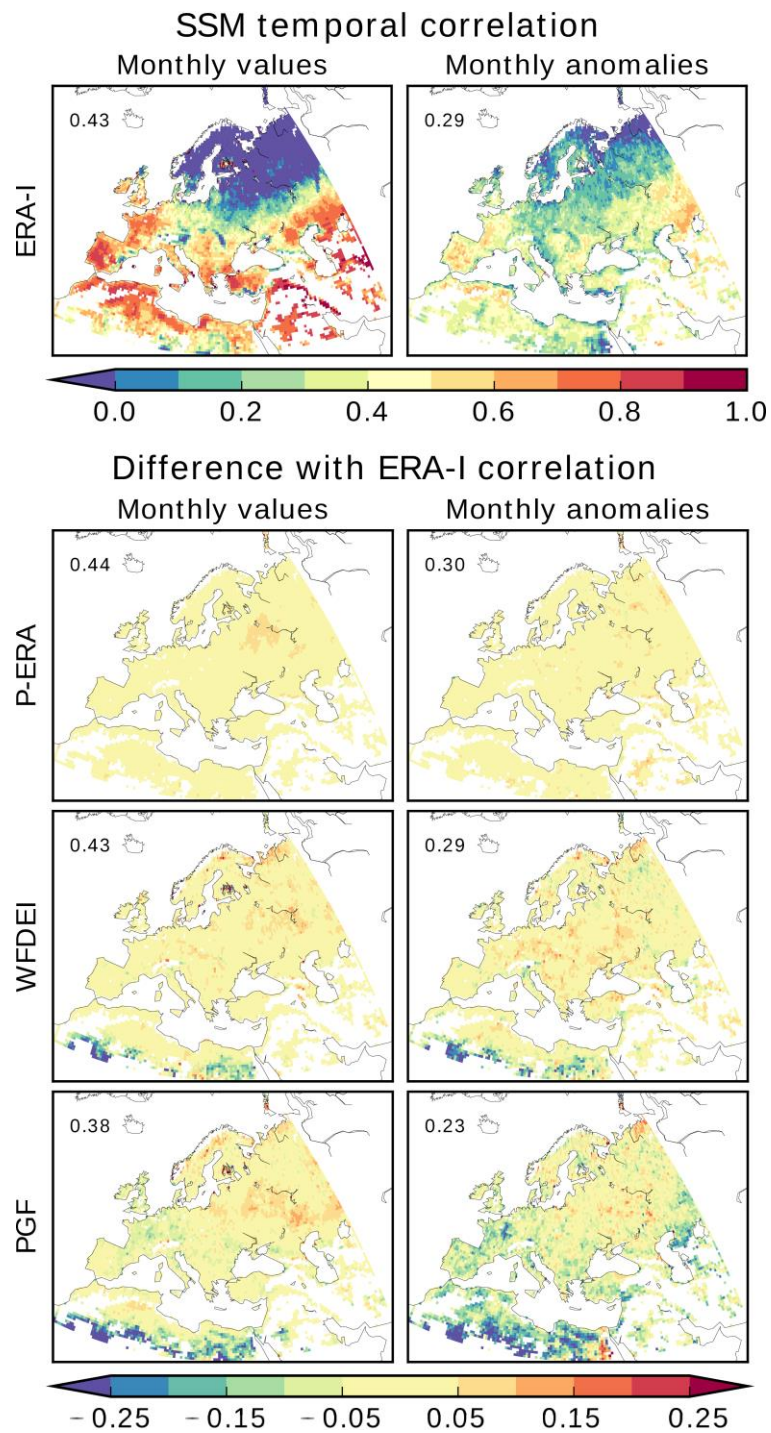 SSM temporal correlation
Monthly values Monthly anomalies
ERA-I
0.43 0.29
0.0 0.2 0.4 0.6 0.8 1.0
Difference with ERA-I correlation
Monthly values Monthly anomalies
P-ERA
0.44 0.30
WFDEI
0.43 0.29
PGF
0.38 0.23
−0.25 −0.15 −0.05 0.05 0.15 0.25